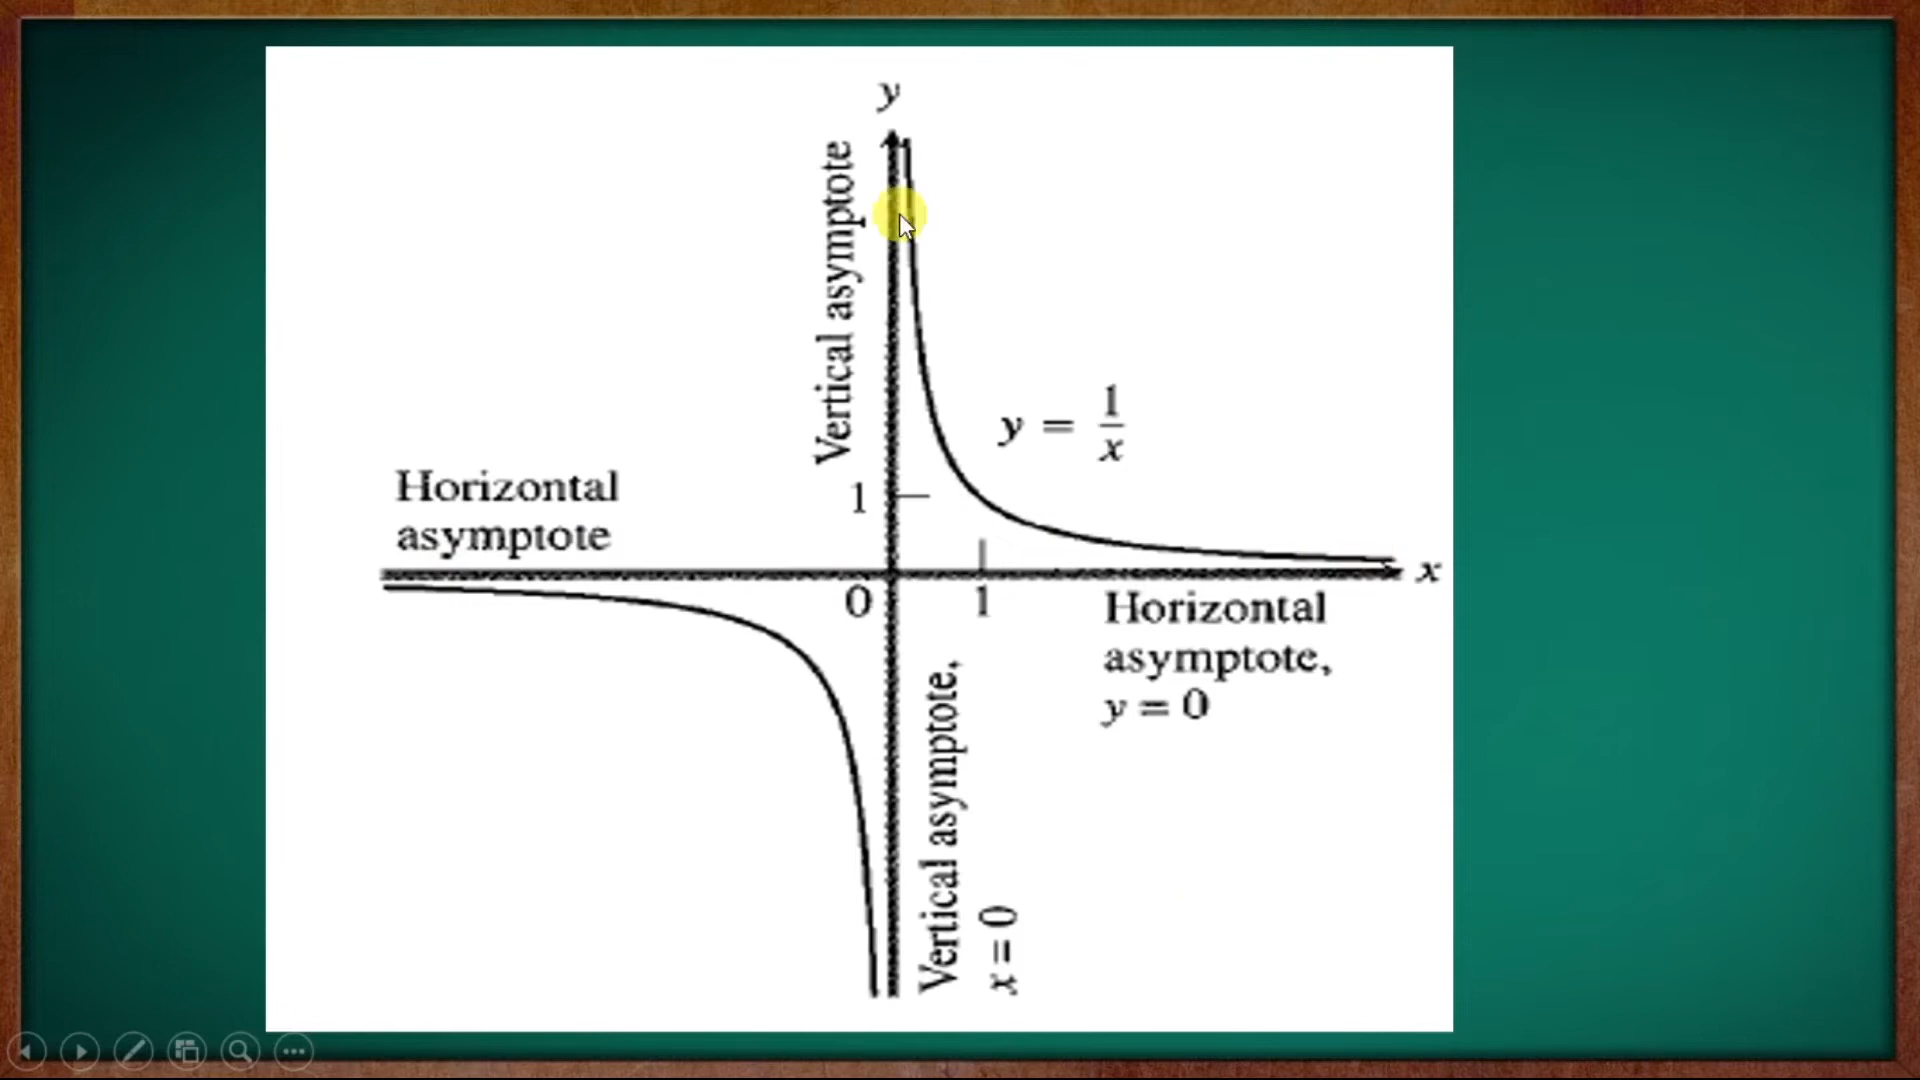 y
Vertical asymptote
y = 1/x
Horizontal
asymptote
1
x
0
1
Horizontal
asymptote,
y = 0
Vertical asymptote,
x = 0